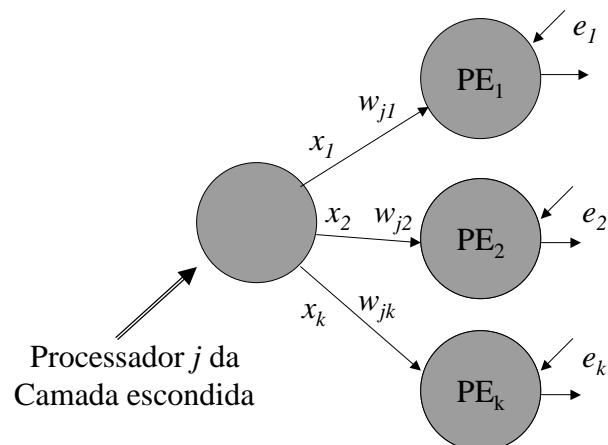 e1
PE1
wj1
x1
x2
wj2
PE2
e2
xk
wjk
PEk
ek
Processador j da
Camada escondida